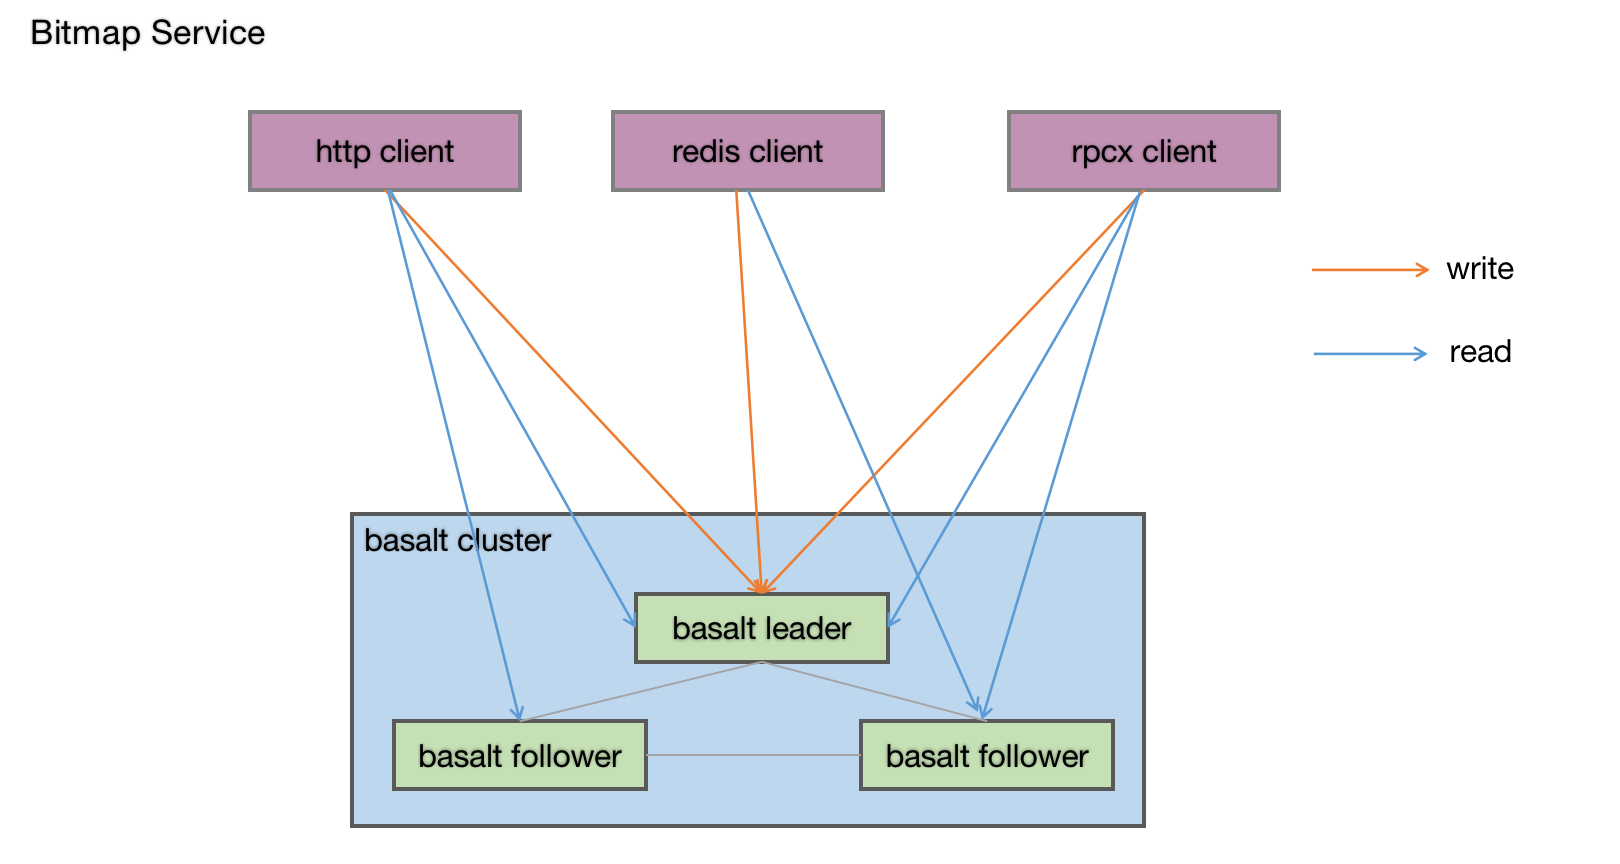 Bitmap Service
http client
redis client
rpcx client
write
read
basalt cluster
basalt leader
basalt follower
basalt follower